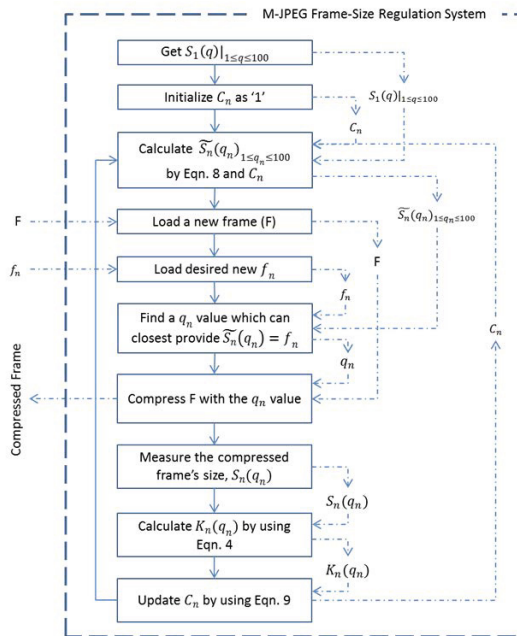 M-JPEG Frame-Size Regulation System
Get S₁(q)|₁≤q≤₁₀₀
S₁(q)|₁≤q≤₁₀₀
Initialize Cₙ as ‘1’
Cₙ
Calculate S̃ₙ(qₙ)₁≤qₙ≤₁₀₀
by Eqn. 8 and Cₙ
S̃ₙ(qₙ)₁≤qₙ≤₁₀₀
F
Load a new frame (F)
F
fₙ
Load desired new fₙ
fₙ
Find a qₙ value which can
closest provide S̃ₙ(qₙ) = fₙ
Cₙ
qₙ
Compress F with the qₙ value
Compressed Frame
Measure the compressed
frame’s size, Sₙ(qₙ)
Sₙ(qₙ)
Calculate Kₙ(qₙ) by using
Eqn. 4
Kₙ(qₙ)
Update Cₙ by using Eqn. 9